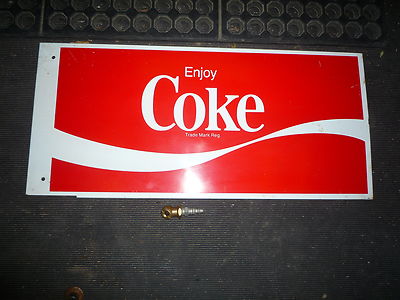 Enjoy
Coke
Trade Mark Reg.